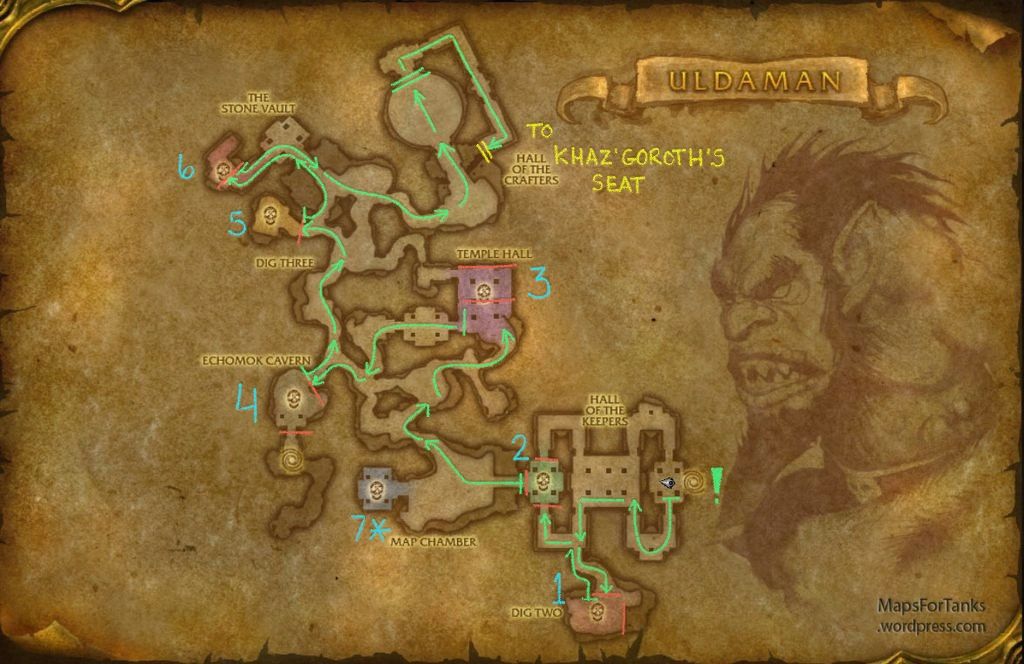 ULDAMAN
THE
STONE VAULT
TO
KHAZ'GOROTH'S
SEAT
HALL
OF THE
CRAFTERS
6
5
DIG THREE
TEMPLE HALL
3
ECHOMOK CAVERN
4
HALL
OF THE
KEEPERS
2
!
7*
MAP CHAMBER
1
DIG TWO
MapsForTanks
.wordpress.com